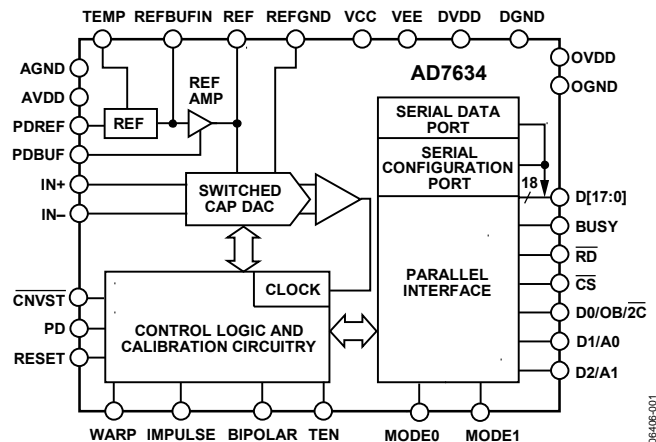 TEMP REFBUFIN REF REFGND VCC VEE DVDD DGND
OVDD
OGND
AGND
AVDD
PDREF
PDBUF
IN+
IN–
CNVST
PD
RESET
REF
REF
AMP
SWITCHED
CAP DAC
CLOCK
CONTROL LOGIC AND
CALIBRATION CIRCUITRY
AD7634
SERIAL DATA
PORT
SERIAL
CONFIGURATION
PORT
18
PARALLEL
INTERFACE
D[17:0]
BUSY
RD
CS
D0/OB/2C
D1/A0
D2/A1
WARP IMPULSE BIPOLAR TEN MODE0 MODE1
06406-001